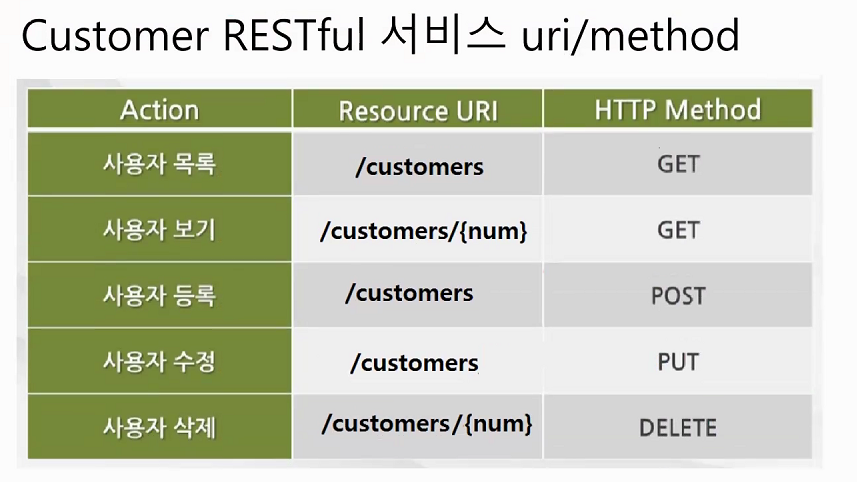 Customer RESTful 서비스 uri/method
Action Resource URI HTTP Method
사용자 목록 /customers GET
사용자 보기 /customers/{num} GET
사용자 등록 /customers POST
사용자 수정 /customers PUT
사용자 삭제 /customers/{num} DELETE